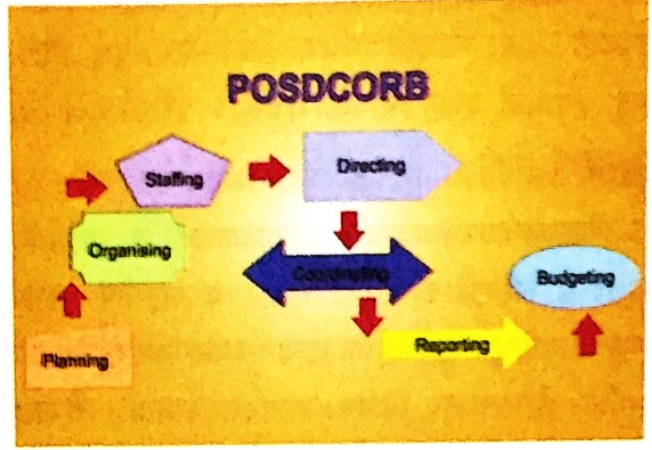 POSDCORB
Staffing
Directing
Organising
Coordinating
Budgeting
Planning
Reporting